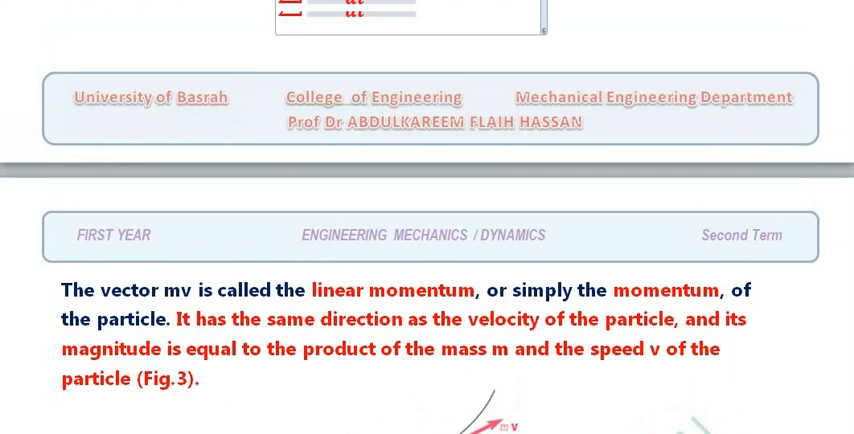 6
University of Basrah College of Engineering Mechanical Engineering Department
Prof Dr ABDULKAREEM FLAIH HASSAN
FIRST YEAR ENGINEERING MECHANICS / DYNAMICS Second Term
The vector mv is called the linear momentum, or simply the momentum, of
the particle. It has the same direction as the velocity of the particle, and its
magnitude is equal to the product of the mass m and the speed v of the
particle (Fig.3).
m v